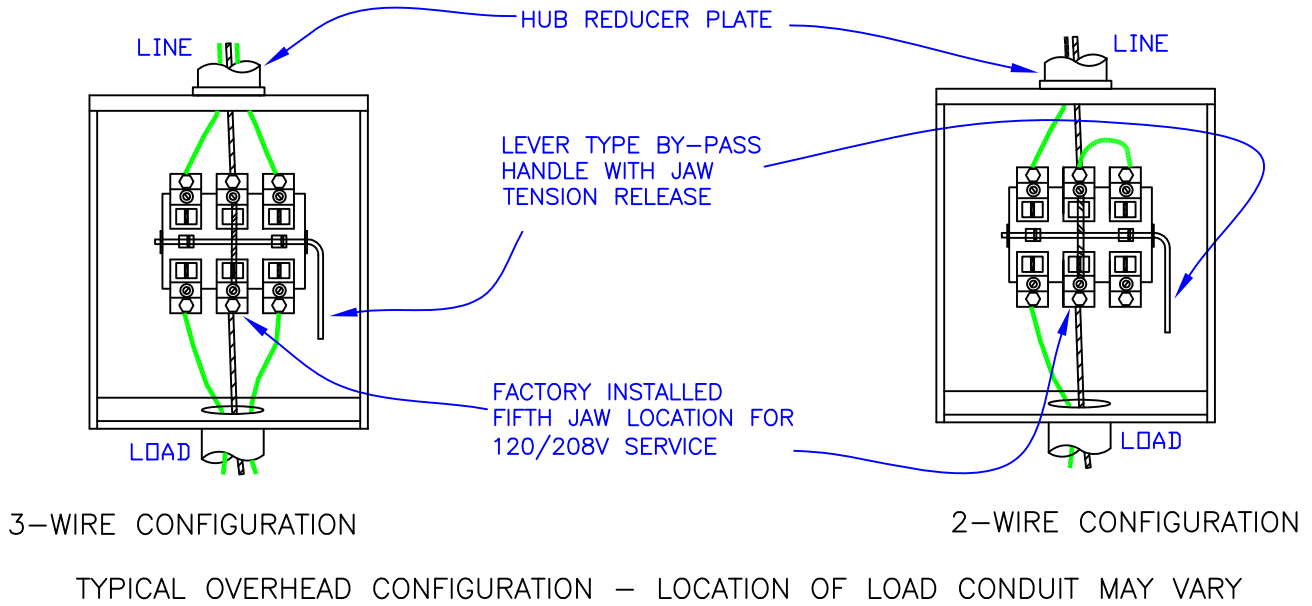 HUB REDUCER PLATE
LINE
LINE
LEVER TYPE BY-PASS
HANDLE WITH JAW
TENSION RELEASE
FACTORY INSTALLED
FIFTH JAW LOCATION FOR
120/208V SERVICE
LOAD
LOAD
3-WIRE CONFIGURATION
2-WIRE CONFIGURATION
TYPICAL OVERHEAD CONFIGURATION - LOCATION OF LOAD CONDUIT MAY VARY